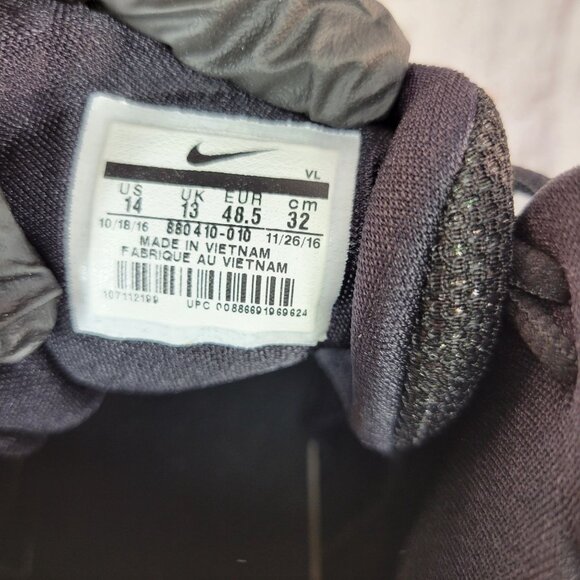 VL
US UK EUR cm
14 13 48.5 32
10/18/16 880410-010 11/26/16
MADE IN VIETNAM
FABRIQUE AU VIETNAM
107112199
UPC 00886691969624